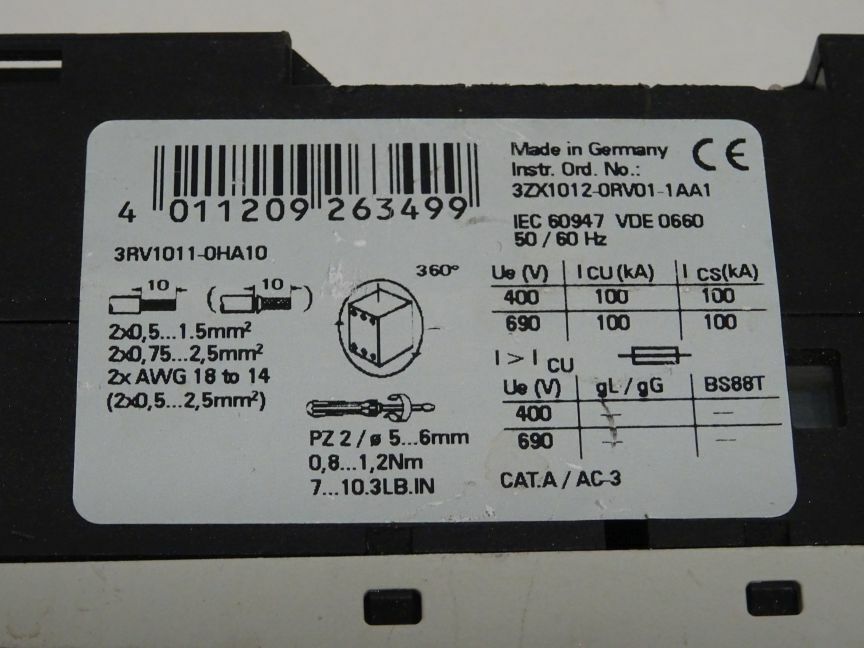 4 011209 263499
3RV1011-0HA10
10 ( 10 )
2x0,5...1.5mm²
2x0,75...2,5mm²
2x AWG 18 to 14
(2x0,5...2,5mm²)
360°
PZ 2 / ø 5...6mm
0,8...1,2Nm
7...10.3LB.IN
Made in Germany CE
Instr. Ord. No.:
3ZX1012-0RV01-1AA1
IEC 60947 VDE 0660
50 / 60 Hz
Ue (V) I CU (kA) I CS(kA)
400 100 100
690 100 100
I > I CU
Ue (V) gL / gG BS88T
400 — —
690 — —
CAT.A / AC-3